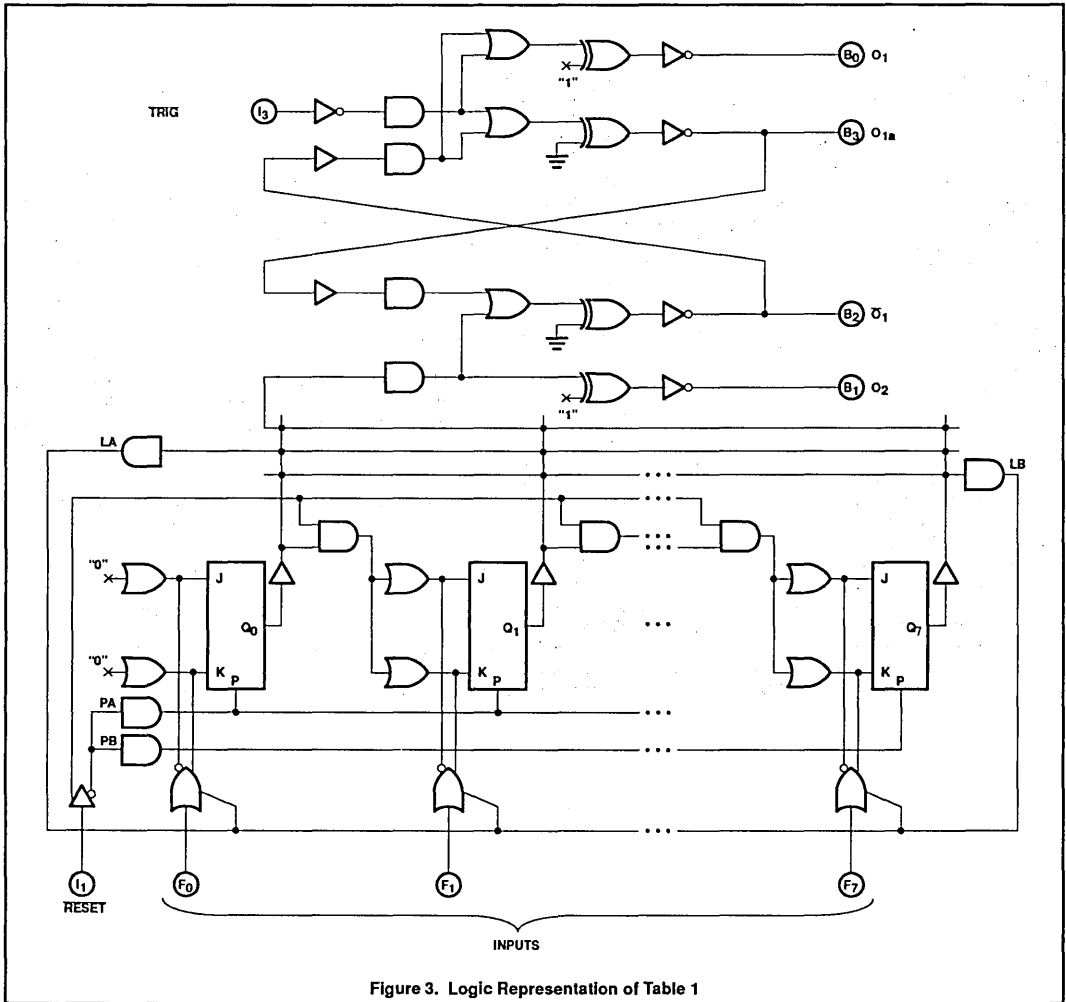 B0 O1
"1"
TRIG I3
B3 O1a
B2 O1
B1 O2
"1"
LA
LB
"0" J J J
Q0 Q1 ... Q7
"0" K P K P K P
PA
PB
I1 F0 F1 F7
RESET
INPUTS
Figure 3. Logic Representation of Table 1